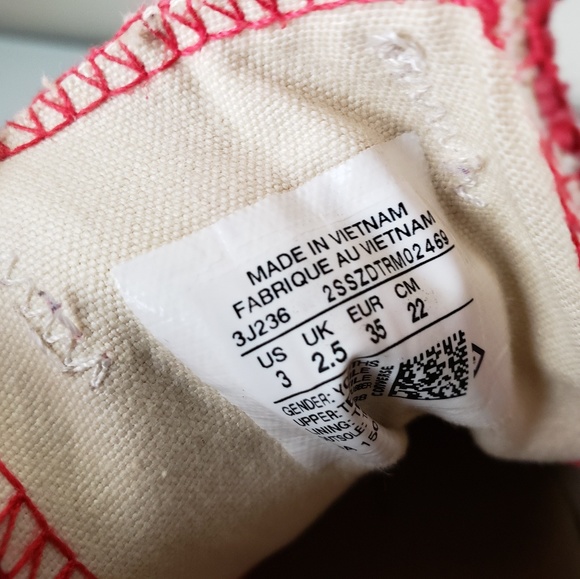 MADE IN VIETNAM
FABRIQUE AU VIETNAM
3J236 2SSZDTRM02469
US UK EUR CM
3 2.5 35 22
GENDER:
UPPER:
CONVERSE